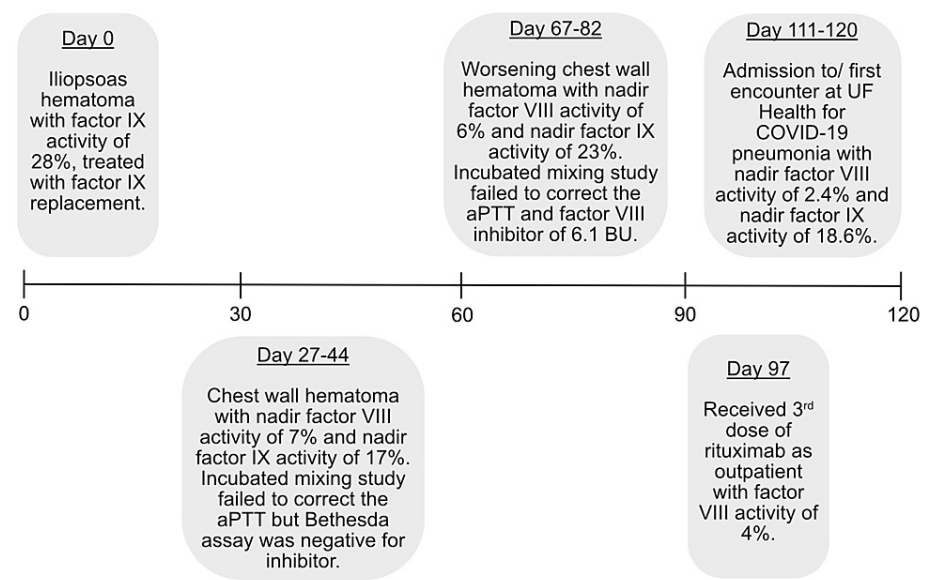 Day 0
Iliopsoas
hematoma
with factor IX
activity of
28%, treated
with factor IX
replacement.
Day 67-82
Worsening chest wall
hematoma with nadir
factor VIII activity of
6% and nadir factor IX
activity of 23%.
Incubated mixing study
failed to correct the
aPTT and factor VIII
inhibitor of 6.1 BU.
Day 111-120
Admission to/ first
encounter at UF
Health for
COVID-19
pneumonia with
nadir factor VIII
activity of 2.4% and
nadir factor IX
activity of 18.6%.
0
30
60
90
120
Day 27-44
Chest wall hematoma
with nadir factor VIII
activity of 7% and nadir
factor IX activity of 17%.
Incubated mixing study
failed to correct the
aPTT but Bethesda
assay was negative for
inhibitor.
Day 97
Received 3rd
dose of
rituximab as
outpatient
with factor
VIII activity of
4%.